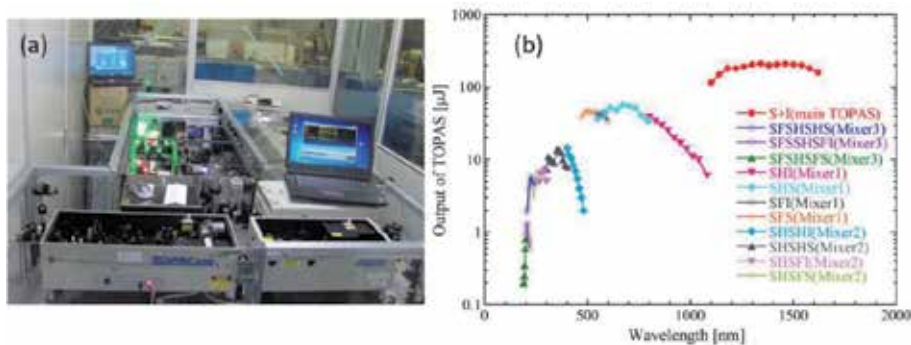 (a)
(b)
Output of TOPAS [µJ]
1000
100
10
1
0.1
0
500
1000
1500
2000
Wavelength [nm]
S+I(main TOPAS)
SFSHSHS(Mixer3)
SFSSHSFI(Mixer3)
SFSHSFS(Mixer3)
SHI(Mixer1)
SHS(Mixer1)
SFI(Mixer1)
SFS(Mixer1)
SHSHI(Mixer2)
SHSHS(Mixer2)
SHSFI(Mixer2)
SHSFS(Mixer2)